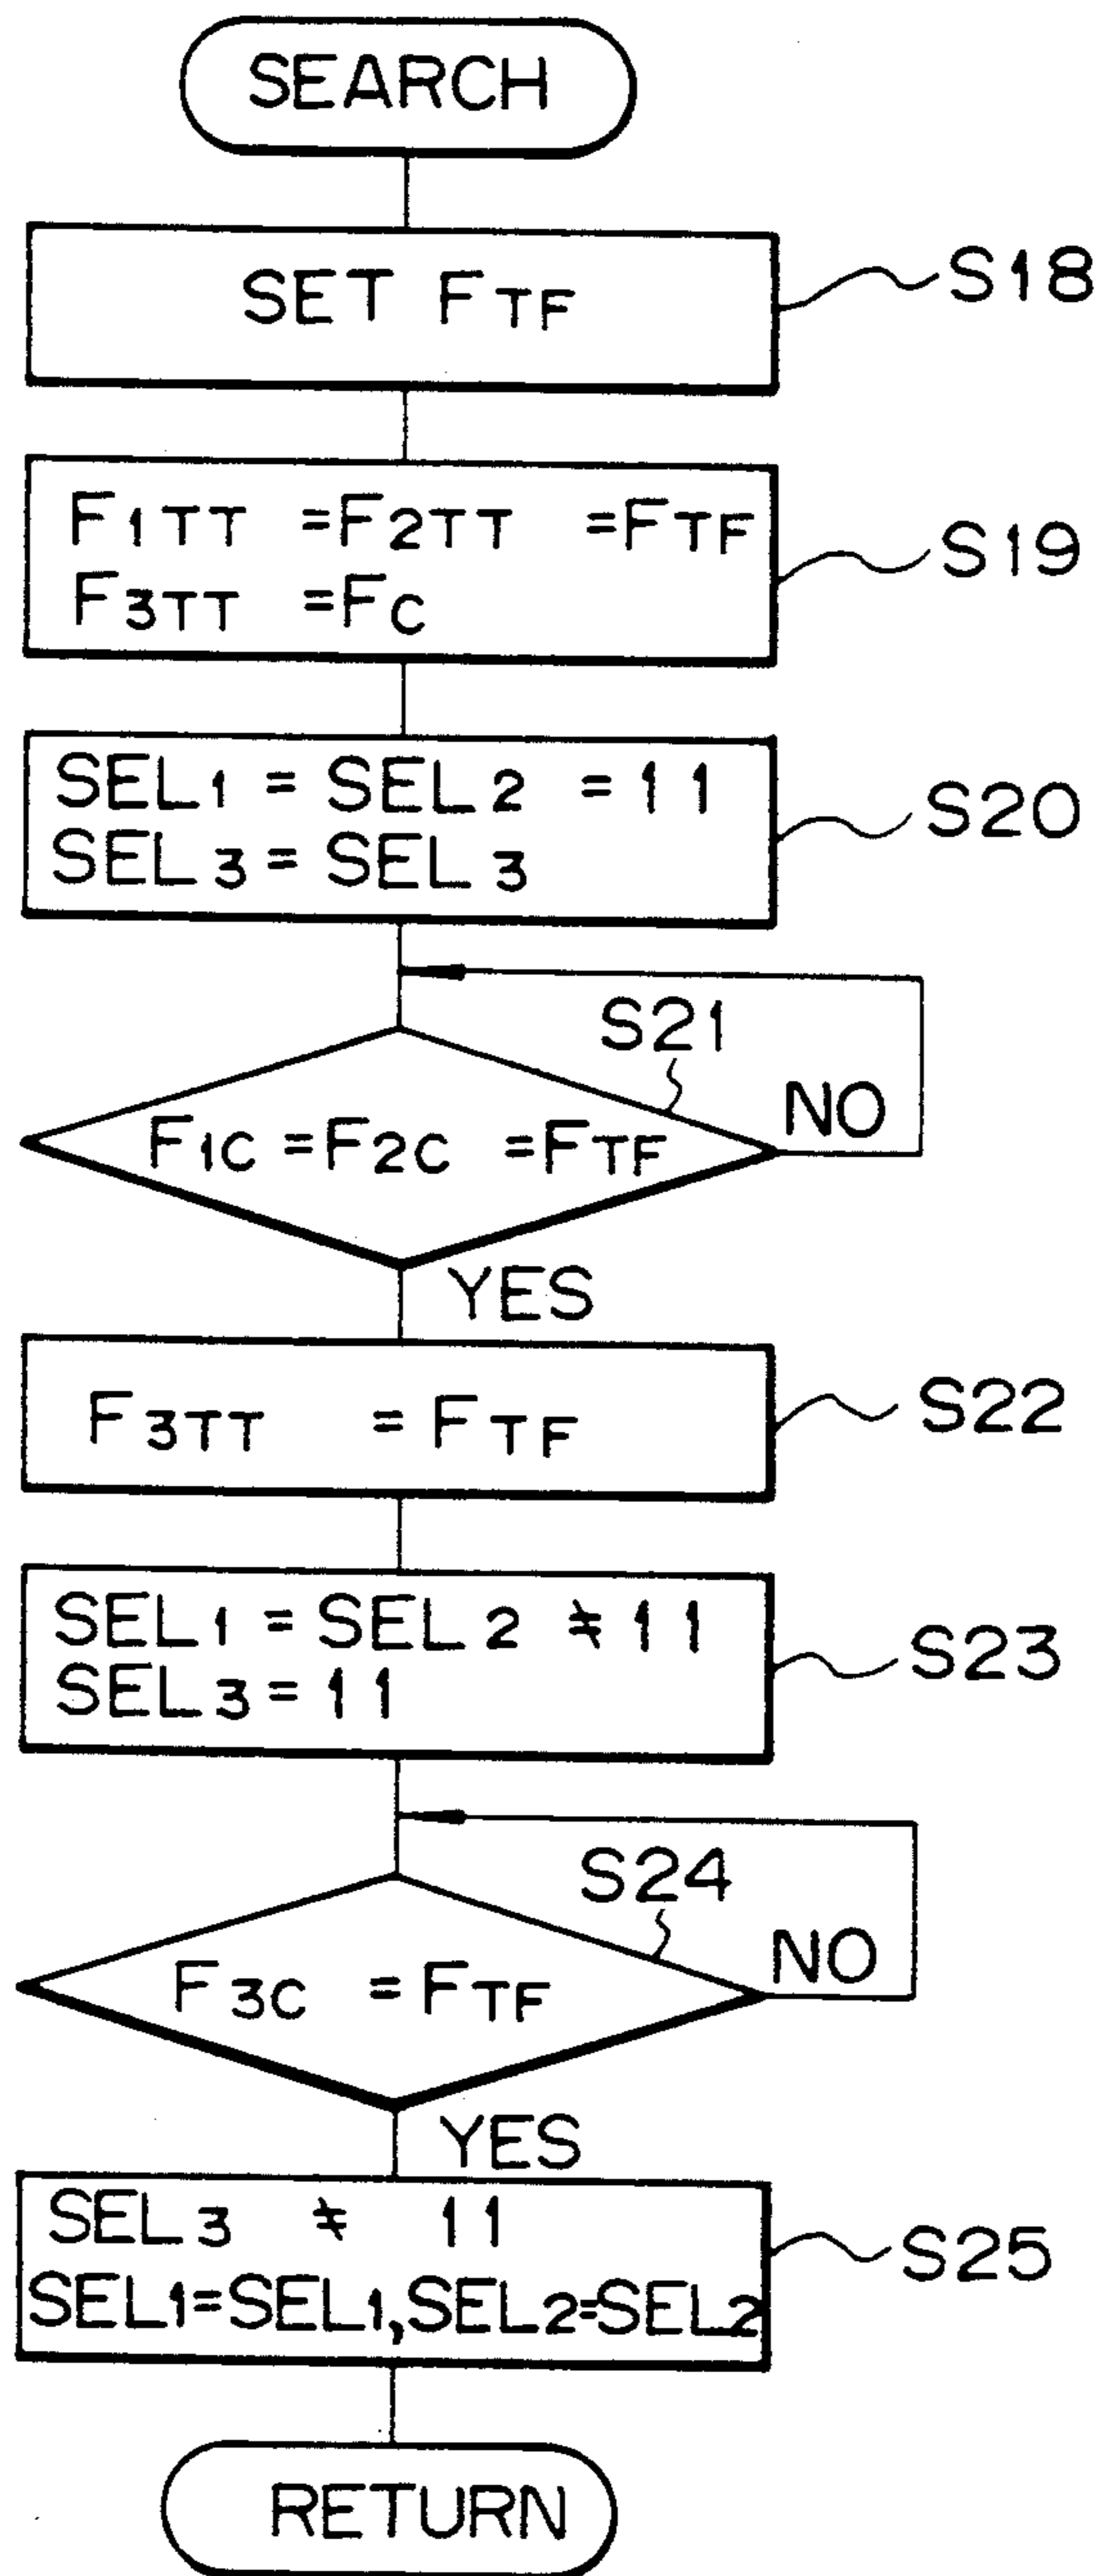 SEARCH
SET FTF
S18
F1TT =F2TT =FTF
F3TT =FC
S19
SEL1 = SEL2 =11
SEL3 = SEL3
S20
S21
F1C =F2C =FTF
NO
YES
F3TT = FTF
S22
SEL1 = SEL2 ≠11
SEL3=11
S23
S24
F3C =FTF
NO
YES
SEL3 ≠ 11
SEL1=SEL1,SEL2=SEL2
S25
RETURN